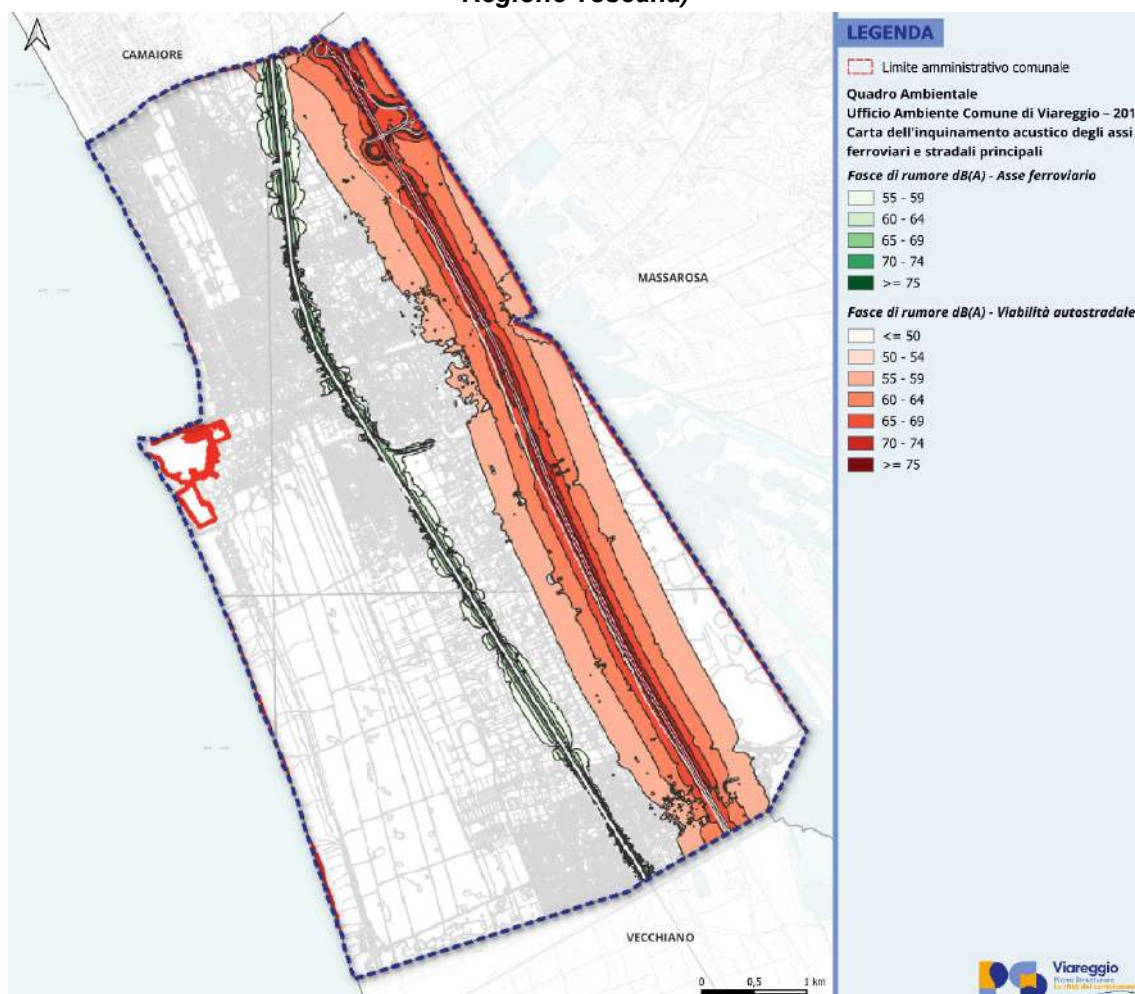 Regione Toscana)
CAMAIORE
MASSAROSA
VECCHIANO
0 0,5 1 km
LEGENDA
Limite amministrativo comunale
Quadro Ambientale
Ufficio Ambiente Comune di Viareggio – 201
Carta dell'inquinamento acustico degli assi
ferroviari e stradali principali
Fasce di rumore dB(A) - Asse ferroviario
55 - 59
60 - 64
65 - 69
70 - 74
>= 75
Fasce di rumore dB(A) - Viabilità autostradale
<= 50
50 - 54
55 - 59
60 - 64
65 - 69
70 - 74
>= 75
Viareggio
Piano Strutturale